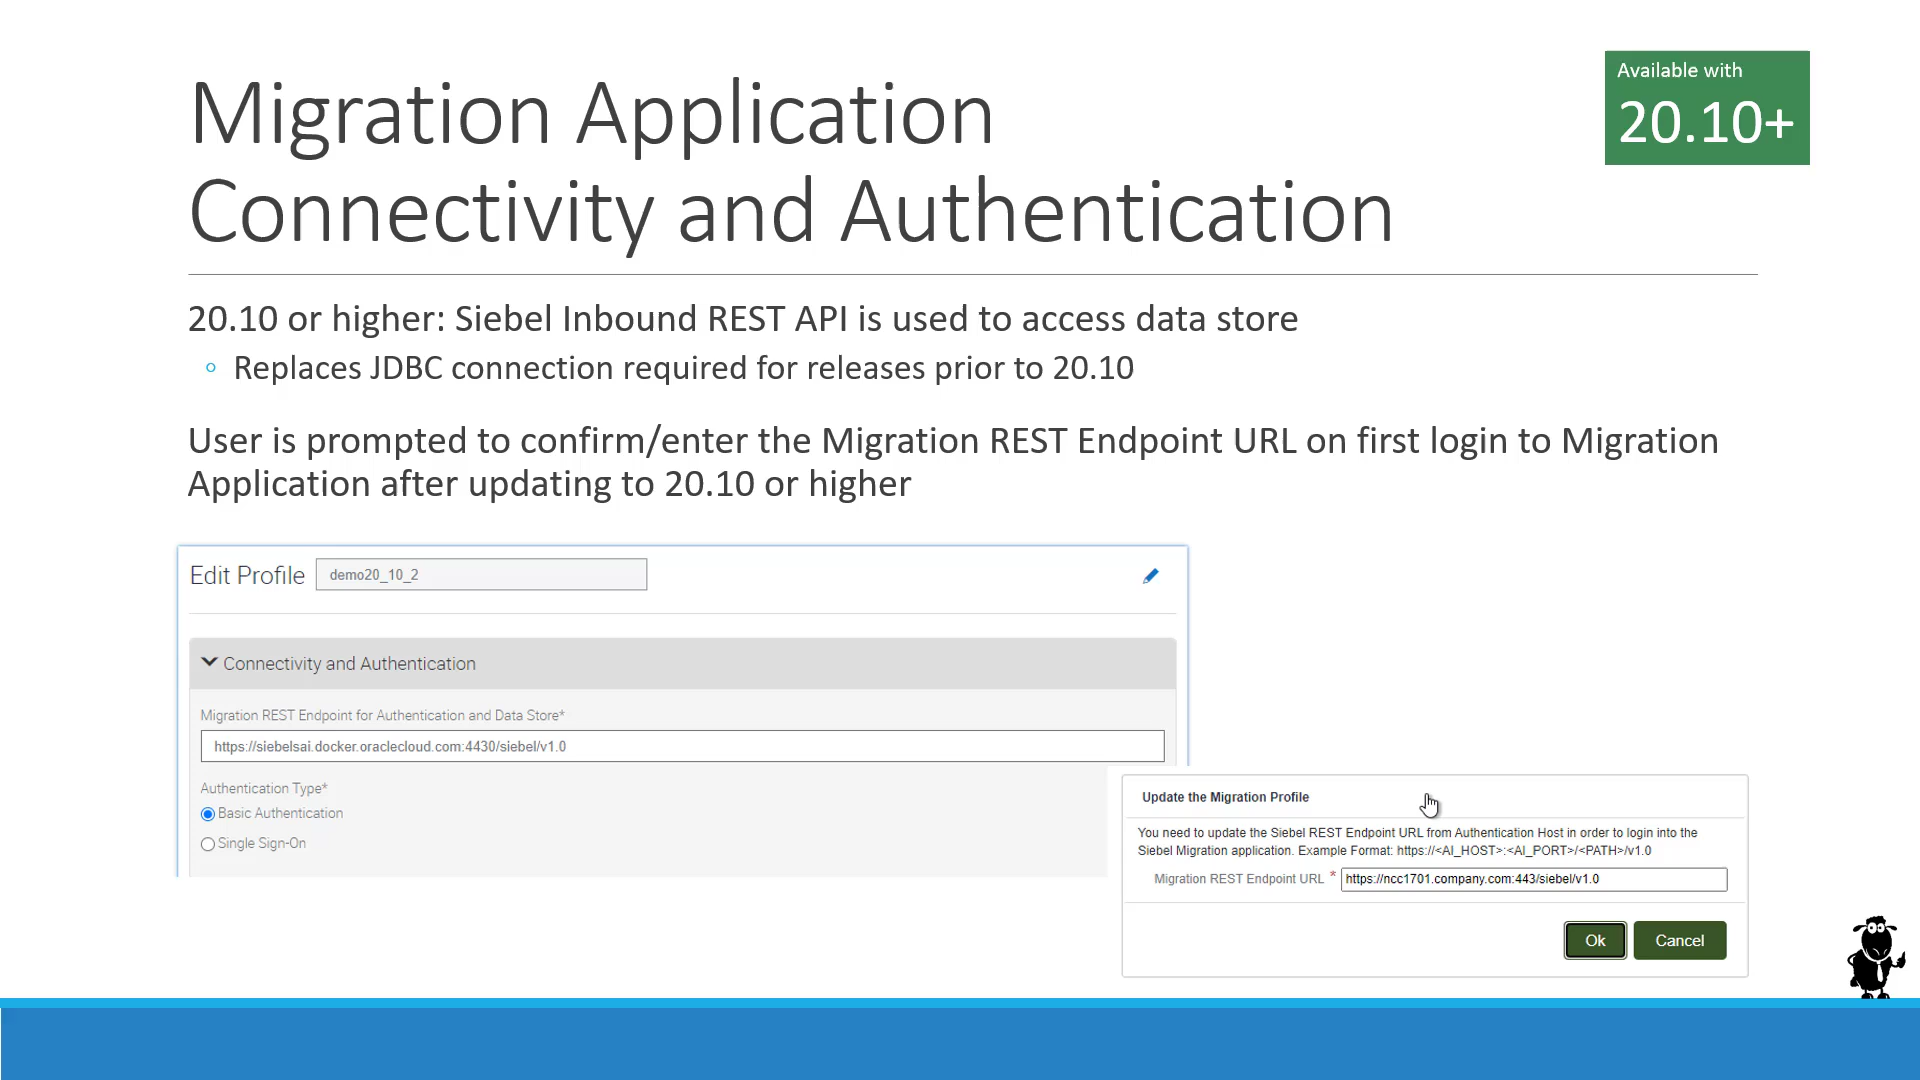 Migration Application
Connectivity and Authentication
Available with
20.10+
20.10 or higher: Siebel Inbound REST API is used to access data store
Replaces JDBC connection required for releases prior to 20.10
User is prompted to confirm/enter the Migration REST Endpoint URL on first login to Migration
Application after updating to 20.10 or higher
Edit Profile
demo20_10_2
Connectivity and Authentication
Migration REST Endpoint for Authentication and Data Store*
https://siebelsai.docker.oraclecloud.com:4430/siebel/v1.0
Authentication Type*
Basic Authentication
Single Sign-On
Update the Migration Profile
You need to update the Siebel REST Endpoint URL from Authentication Host in order to login into the
Siebel Migration application. Example Format: https://<AI_HOST>:<AI_PORT>/<PATH>/v1.0
Migration REST Endpoint URL * https://ncc1701.company.com:443/siebel/v1.0
Ok
Cancel